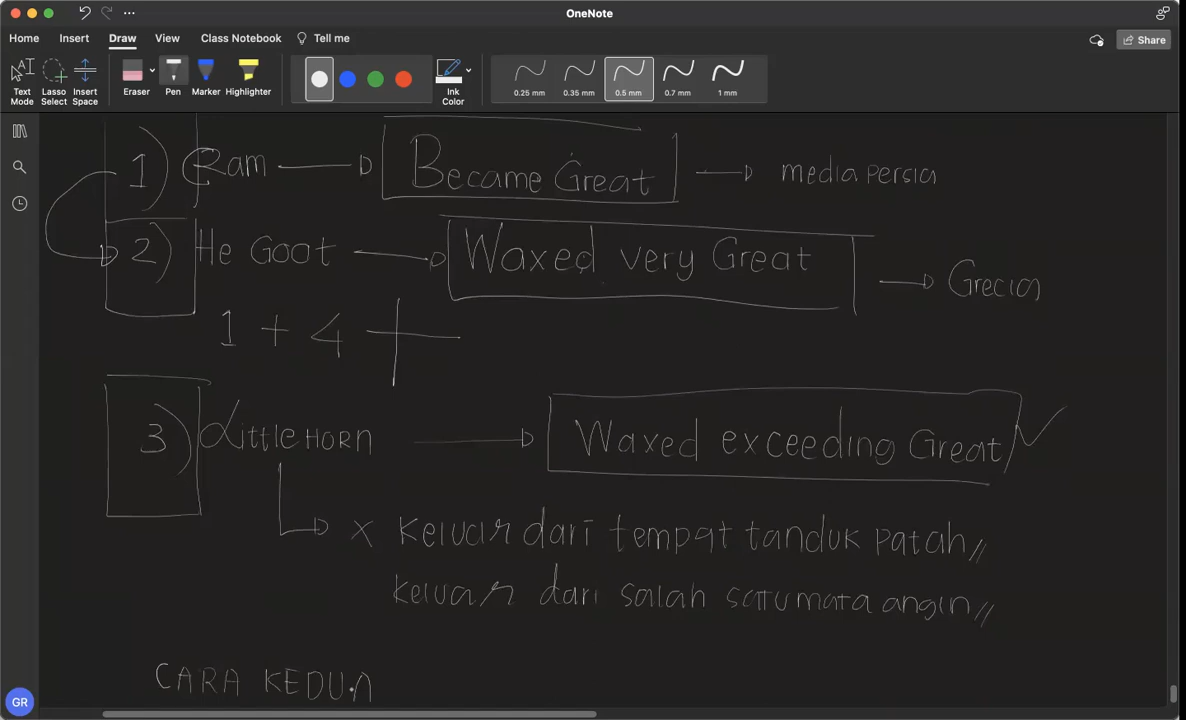 OneNote
Home Insert Draw View Class Notebook Tell me Share
Text Mode
Lasso Select
Insert Space
Eraser
Pen
Marker
Highlighter
Ink Color
0.25 mm 0.35 mm 0.5 mm 0.7 mm 1 mm
1) Ram Became Great media persia
2) He Goat Waxed very Great Grecia
1 + 4 +
3) Little HORN Waxed exceeding Great
x Keluar dari tempat tanduk patah //
keluar dari salah satu mata angin //
CARA KEDUA
GR